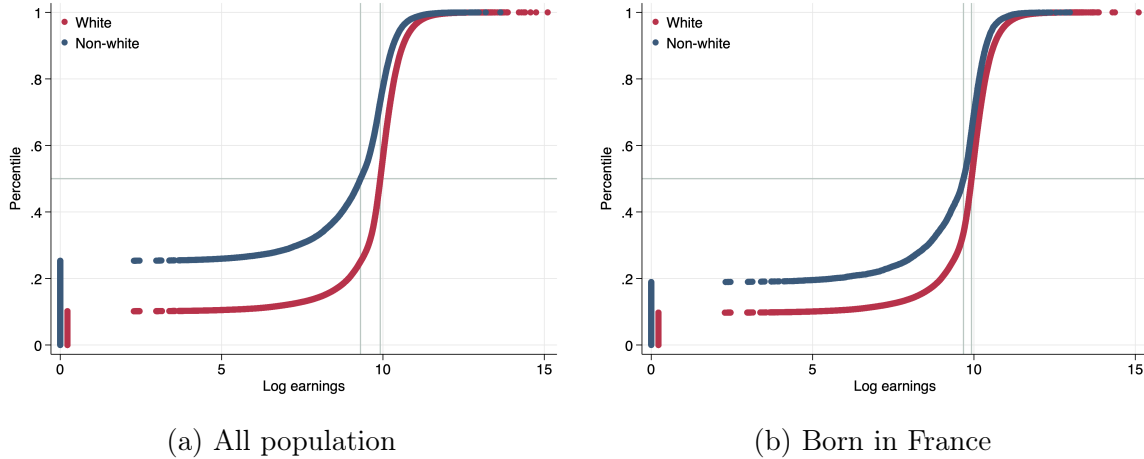 1
.8
.6
.4
.2
0
Percentile
White
Non-white
0 5 10 15
Log earnings
(a) All population
1
.8
.6
.4
.2
0
Percentile
White
Non-white
0 5 10 15
Log earnings
(b) Born in France